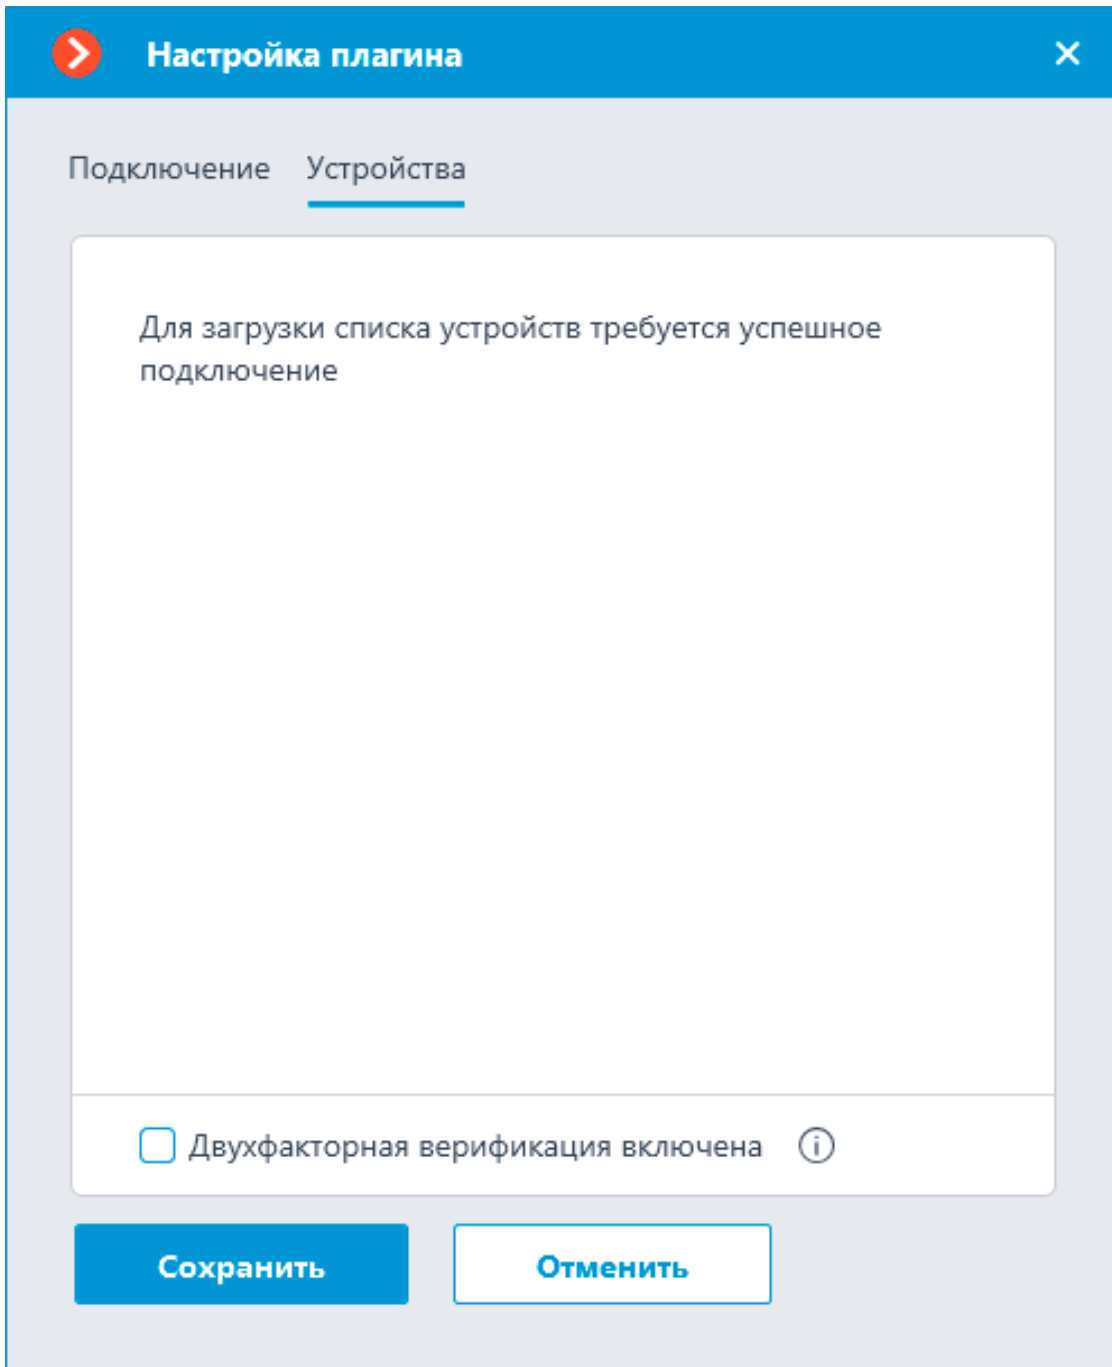 Настройка плагина
Подключение Устройства
Для загрузки списка устройств требуется успешное
подключение
Двухфакторная верификация включена
Сохранить Отменить